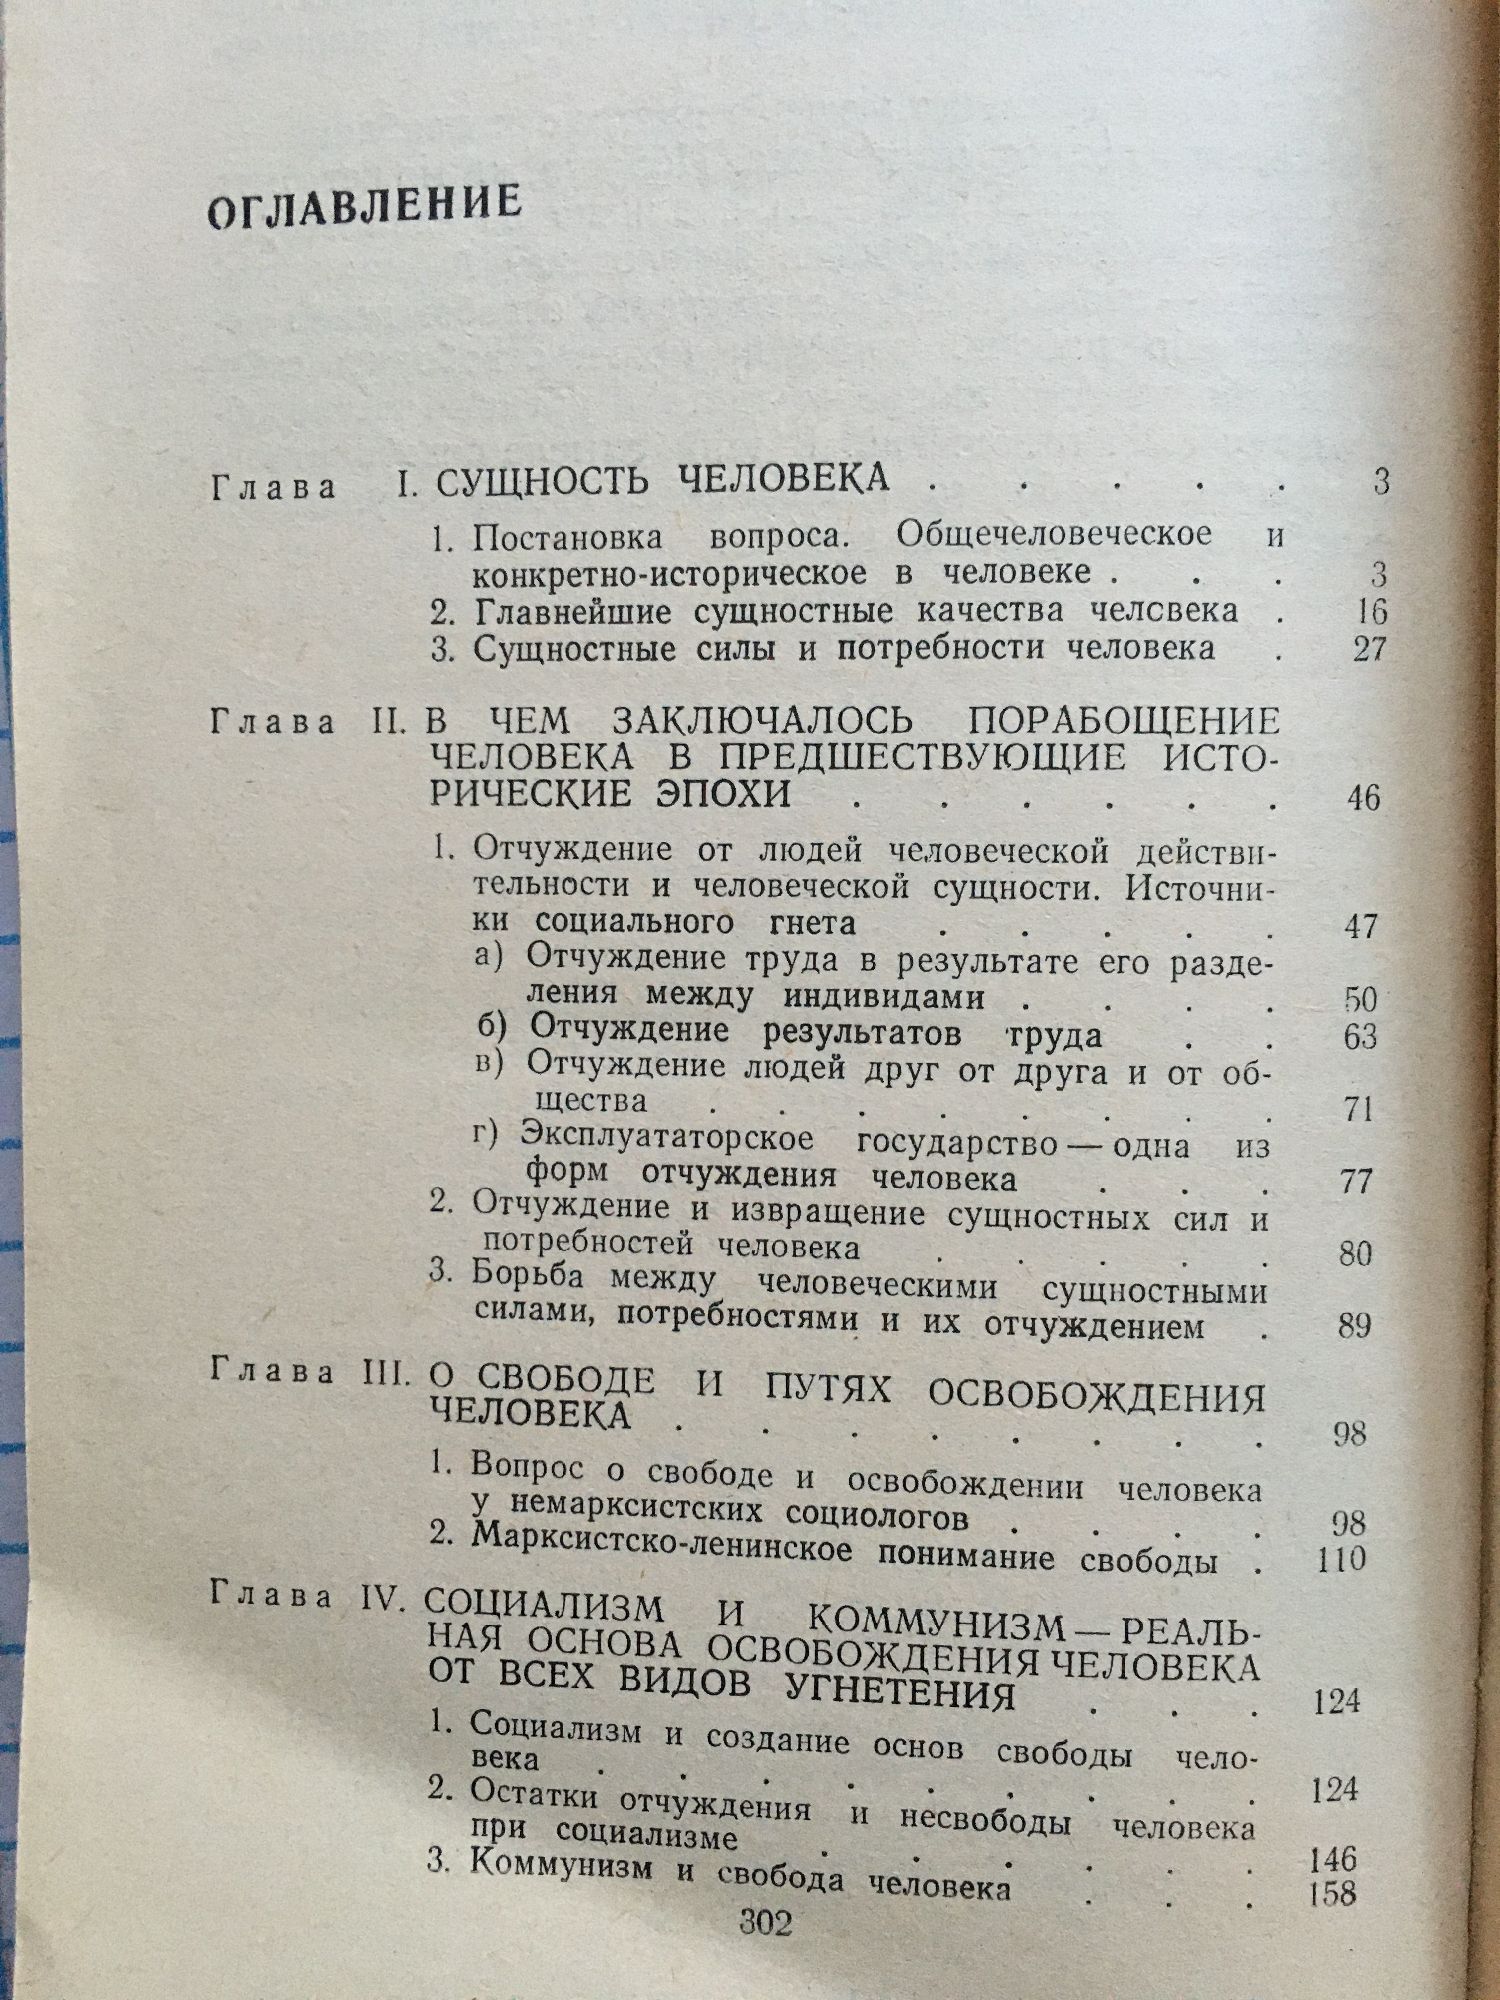 ОГЛАВЛЕНИЕ
Глава I. СУЩНОСТЬ ЧЕЛОВЕКА . . . . . 3
1. Постановка вопроса. Общечеловеческое и
конкретно-историческое в человеке . . . 3
2. Главнейшие сущностные качества челсвека . 16
3. Сущностные силы и потребности человека . 27
Глава II. В ЧЕМ ЗАКЛЮЧАЛОСЬ ПОРАБОЩЕНИЕ
ЧЕЛОВЕКА В ПРЕДШЕСТВУЮЩИЕ ИСТО-
РИЧЕСКИЕ ЭПОХИ . . . . . . 46
1. Отчуждение от людей человеческой действи-
тельности и человеческой сущности. Источни-
ки социального гнета . . . . . 47
а) Отчуждение труда в результате его разде-
ления между индивидами . . . . 50
б) Отчуждение результатов труда . . 63
в) Отчуждение людей друг от друга и от об-
щества . . . . . . . . 71
г) Эксплуататорское государство — одна из
форм отчуждения человека . . . 77
2. Отчуждение и извращение сущностных сил и
потребностей человека . . . . . 80
3. Борьба между человеческими сущностными
силами, потребностями и их отчуждением . 89
Глава III. О СВОБОДЕ И ПУТЯХ ОСВОБОЖДЕНИЯ
ЧЕЛОВЕКА . . . . . . . . 98
1. Вопрос о свободе и освобождении человека
у немарксистских социологов . . . . 98
2. Марксистско-ленинское понимание свободы . 110
Глава IV. СОЦИАЛИЗМ И КОММУНИЗМ — РЕАЛЬ-
НАЯ ОСНОВА ОСВОБОЖДЕНИЯ ЧЕЛОВЕКА
ОТ ВСЕХ ВИДОВ УГНЕТЕНИЯ . . . 124
1. Социализм и создание основ свободы чело-
века . . . . . . . . . 124
2. Остатки отчуждения и несвободы человека
при социализме . . . . . . 146
3. Коммунизм и свобода человека . . . 158
302